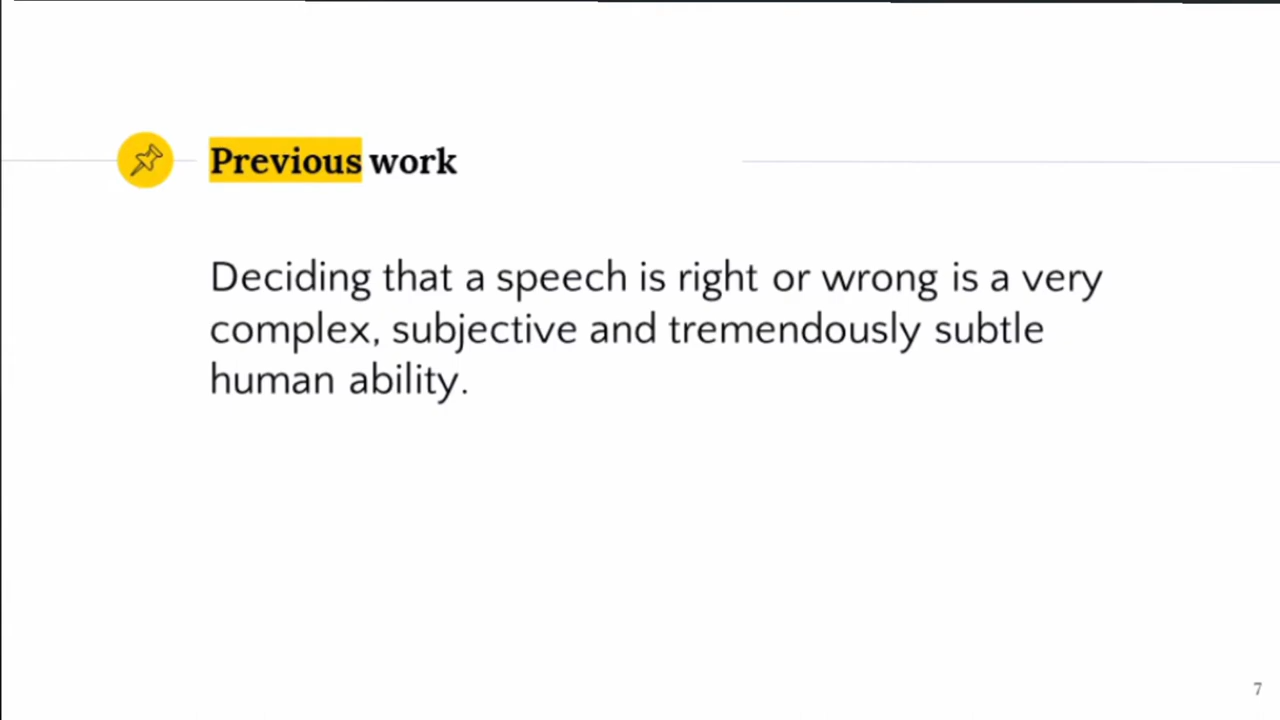 Previous work
Deciding that a speech is right or wrong is a very
complex, subjective and tremendously subtle
human ability.
7